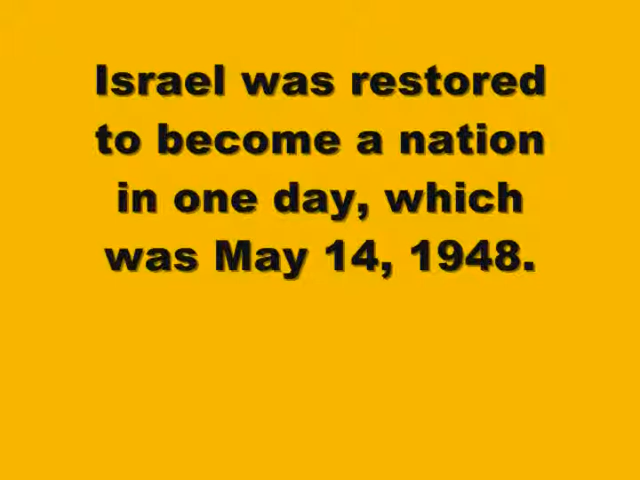 Israel was restored
to become a nation
in one day, which
was May 14, 1948.